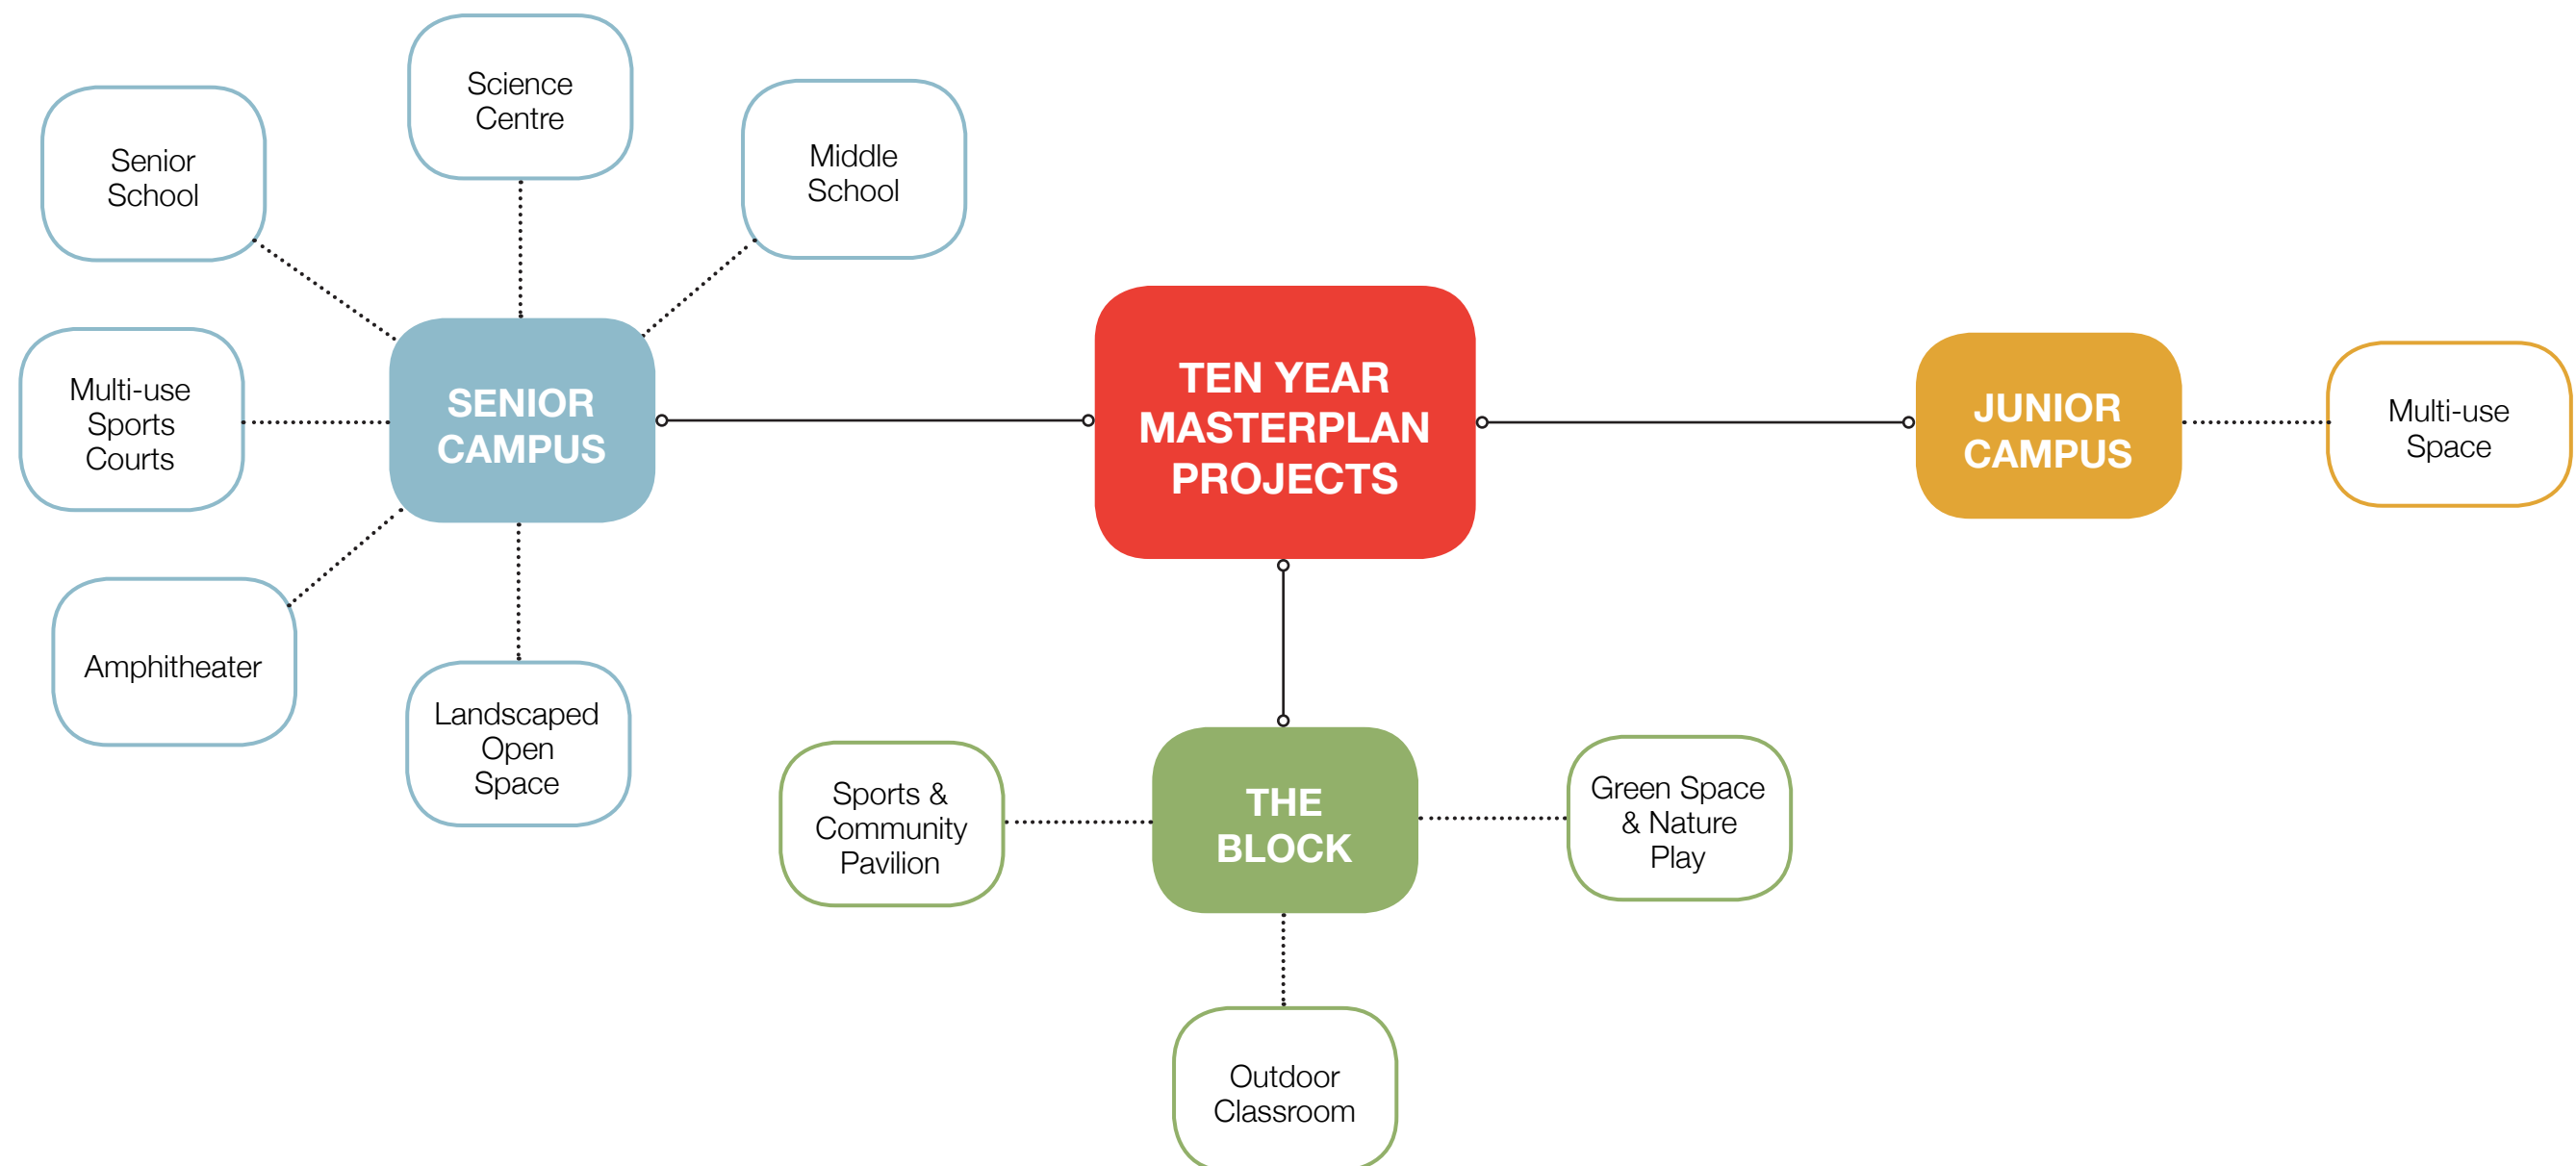 Science
Centre
Senior
School
Middle
School
Multi-use
Sports
Courts
SENIOR
CAMPUS
TEN YEAR
MASTERPLAN
PROJECTS
JUNIOR
CAMPUS
Multi-use
Space
Amphitheater
Landscaped
Open
Space
Sports &
Community
Pavilion
THE
BLOCK
Green Space
& Nature
Play
Outdoor
Classroom